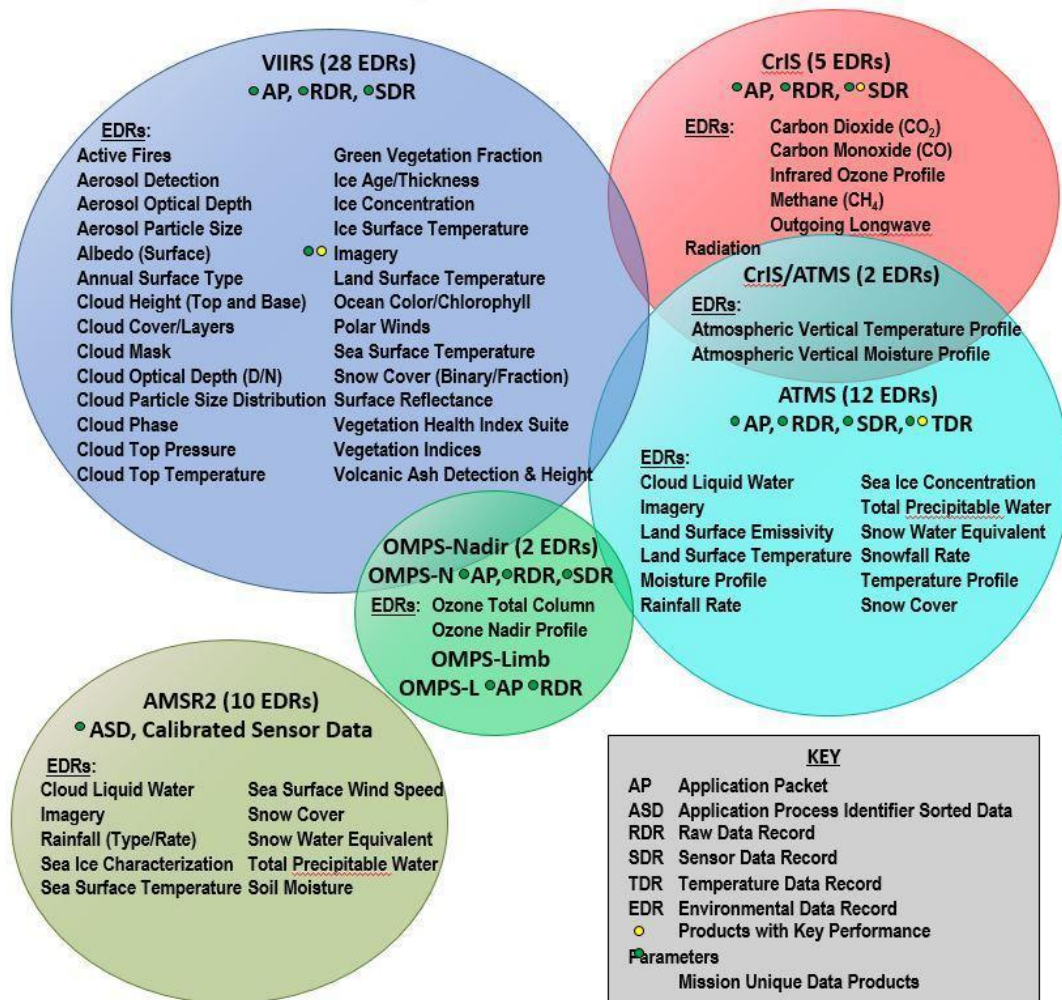 VIIRS (28 EDRs)
AP, RDR, SDR
EDRs:
Active Fires
Aerosol Detection
Aerosol Optical Depth
Aerosol Particle Size
Albedo (Surface)
Annual Surface Type
Cloud Height (Top and Base)
Cloud Cover/Layers
Cloud Mask
Cloud Optical Depth (D/N)
Cloud Particle Size Distribution
Cloud Phase
Cloud Top Pressure
Cloud Top Temperature
Green Vegetation Fraction
Ice Age/Thickness
Ice Concentration
Ice Surface Temperature
Imagery
Land Surface Temperature
Ocean Color/Chlorophyll
Polar Winds
Sea Surface Temperature
Snow Cover (Binary/Fraction)
Surface Reflectance
Vegetation Health Index Suite
Vegetation Indices
Volcanic Ash Detection & Height
CrIS (5 EDRs)
AP, RDR, SDR
EDRs:
Carbon Dioxide (CO₂)
Carbon Monoxide (CO)
Infrared Ozone Profile
Methane (CH₄)
Outgoing Longwave
Radiation
CrIS/ATMS (2 EDRs)
EDRs:
Atmospheric Vertical Temperature Profile
Atmospheric Vertical Moisture Profile
ATMS (12 EDRs)
AP, RDR, SDR, TDR
EDRs:
Cloud Liquid Water
Imagery
Land Surface Emissivity
Land Surface Temperature
Moisture Profile
Rainfall Rate
Sea Ice Concentration
Total Precipitable Water
Snow Water Equivalent
Snowfall Rate
Temperature Profile
Snow Cover
OMPS-Nadir (2 EDRs)
OMPS-N AP, RDR, SDR
EDRs: Ozone Total Column
Ozone Nadir Profile
OMPS-Limb
OMPS-L AP RDR
AMSR2 (10 EDRs)
ASD, Calibrated Sensor Data
EDRs:
Cloud Liquid Water
Imagery
Rainfall (Type/Rate)
Sea Ice Characterization
Sea Surface Temperature
Sea Surface Wind Speed
Snow Cover
Snow Water Equivalent
Total Precipitable Water
Soil Moisture
KEY
AP Application Packet
ASD Application Process Identifier Sorted Data
RDR Raw Data Record
SDR Sensor Data Record
TDR Temperature Data Record
EDR Environmental Data Record
Products with Key Performance
Parameters
Mission Unique Data Products